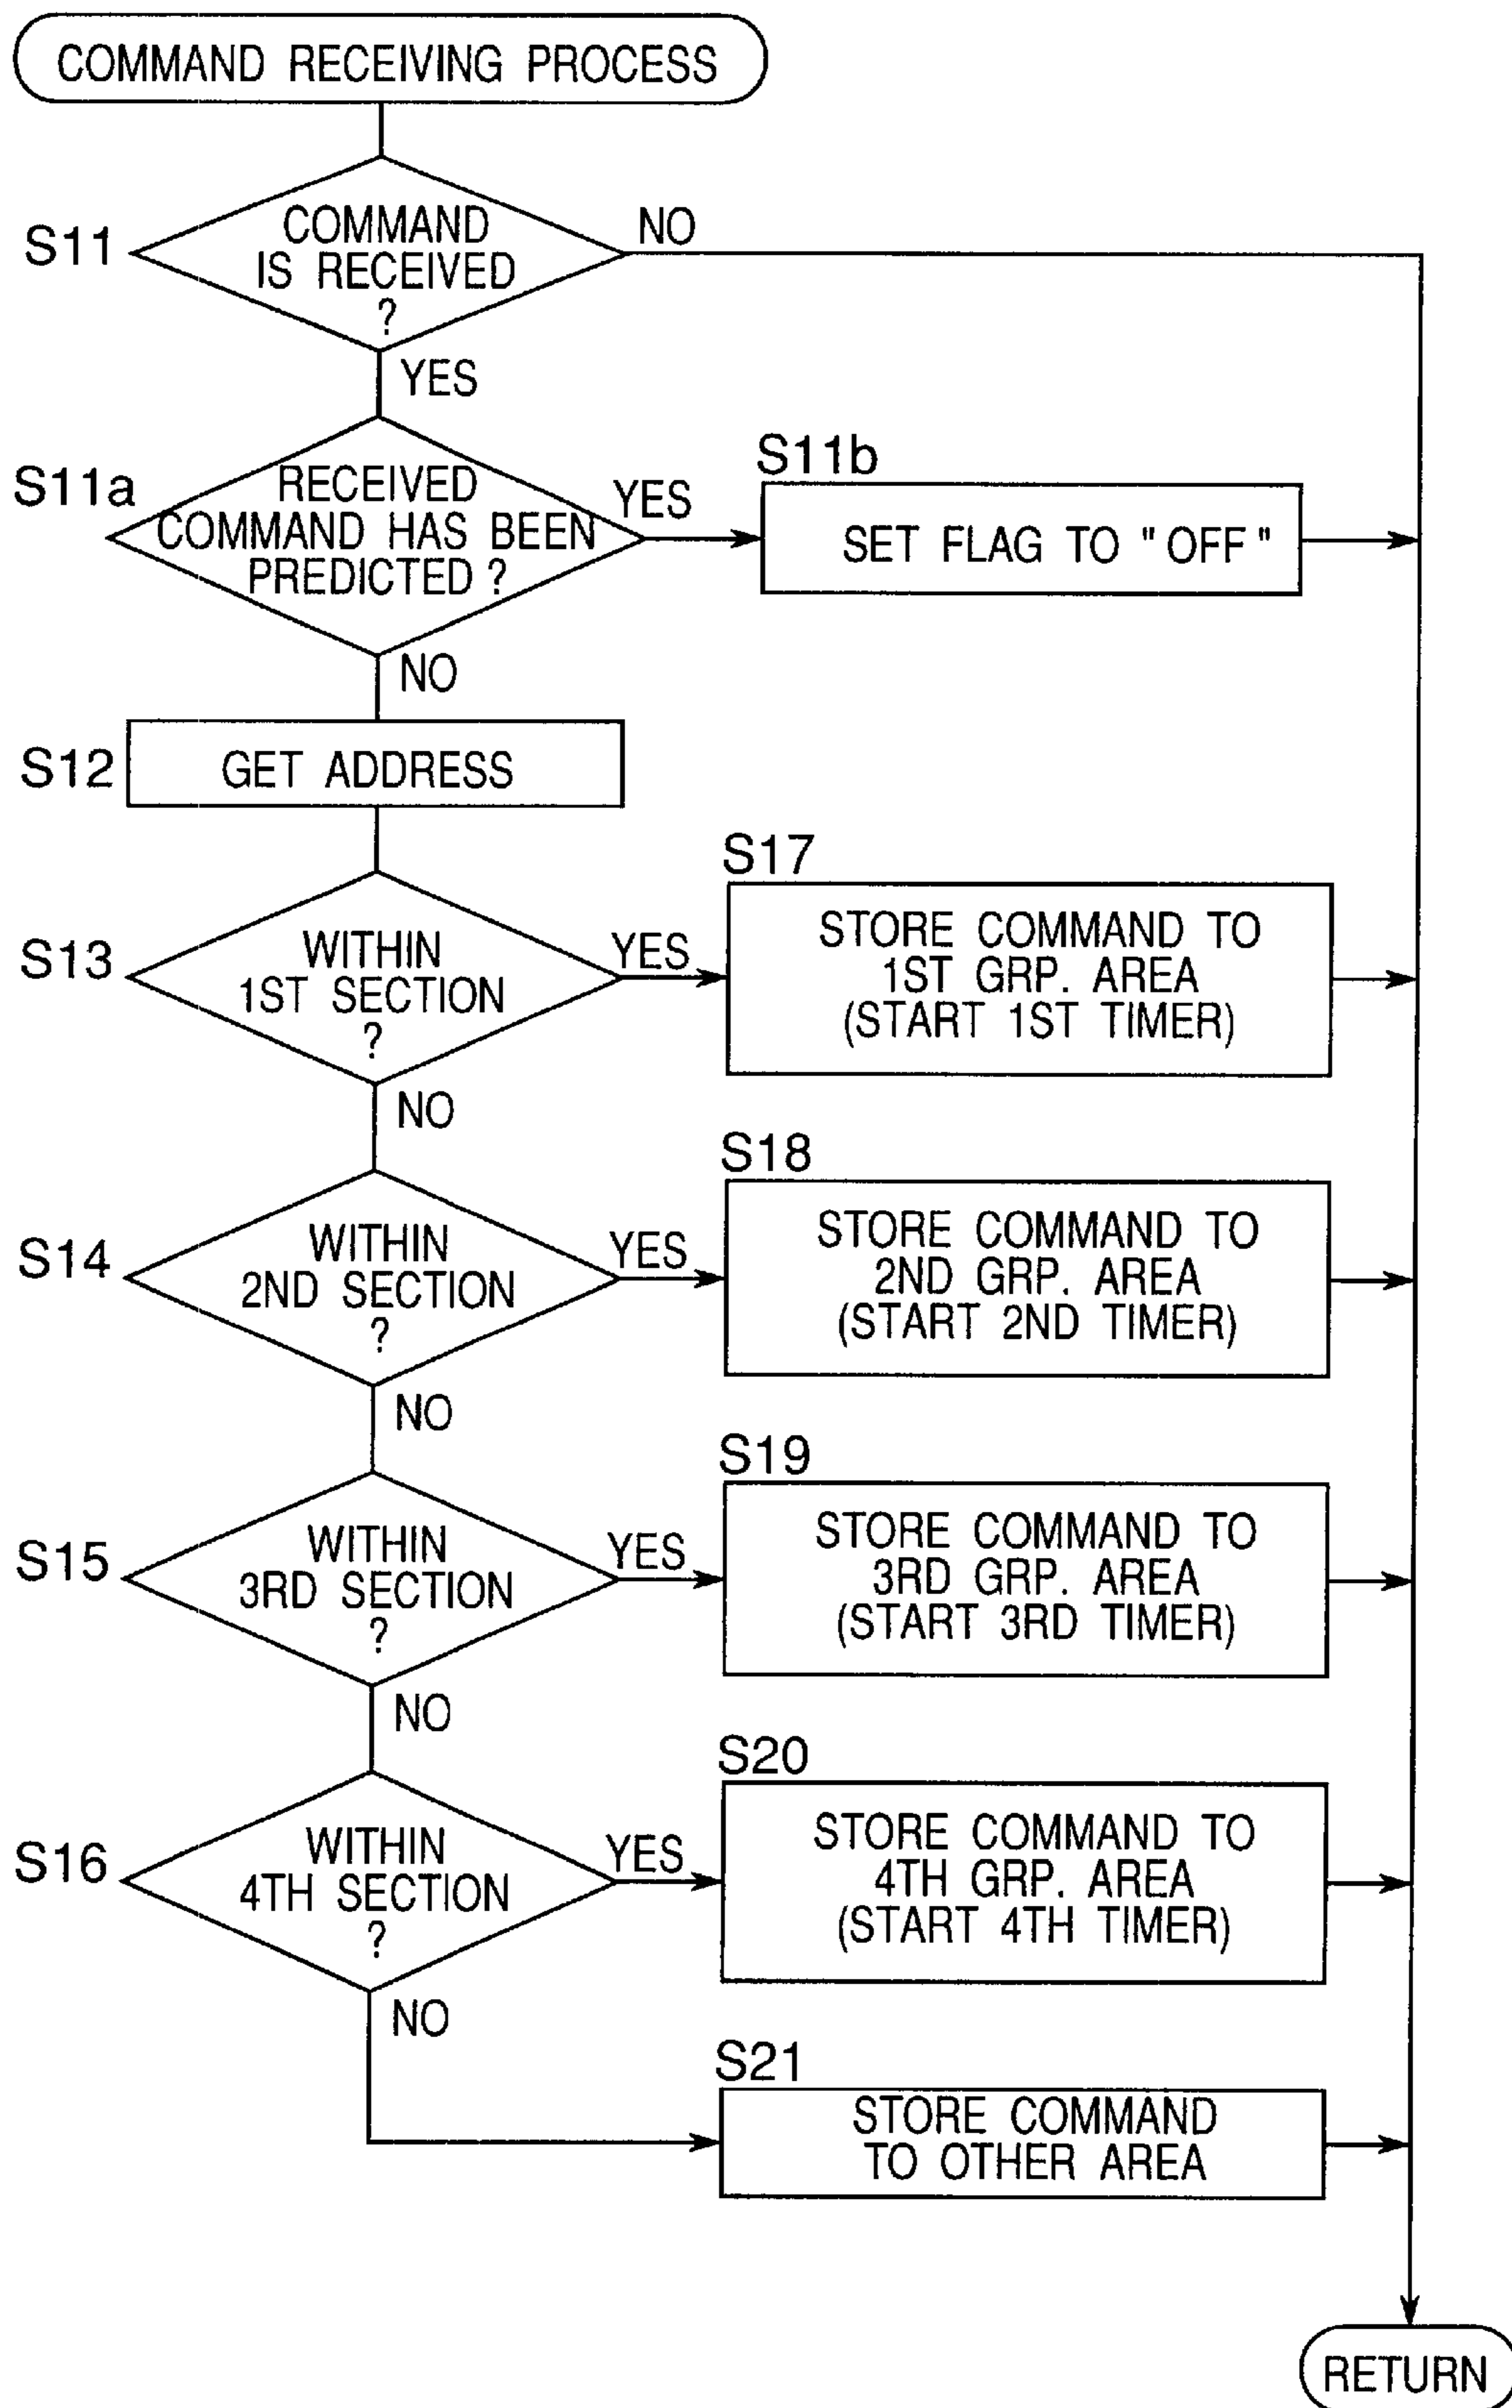 COMMAND RECEIVING PROCESS
S11
COMMAND
IS RECEIVED
?
NO
YES
S11a
RECEIVED
COMMAND HAS BEEN
PREDICTED ?
YES
S11b
SET FLAG TO "OFF"
NO
S12
GET ADDRESS
S13
WITHIN
1ST SECTION
?
YES
S17
STORE COMMAND TO
1ST GRP. AREA
(START 1ST TIMER)
NO
S14
WITHIN
2ND SECTION
?
YES
S18
STORE COMMAND TO
2ND GRP. AREA
(START 2ND TIMER)
NO
S15
WITHIN
3RD SECTION
?
YES
S19
STORE COMMAND TO
3RD GRP. AREA
(START 3RD TIMER)
NO
S16
WITHIN
4TH SECTION
?
YES
S20
STORE COMMAND TO
4TH GRP. AREA
(START 4TH TIMER)
NO
S21
STORE COMMAND
TO OTHER AREA
RETURN